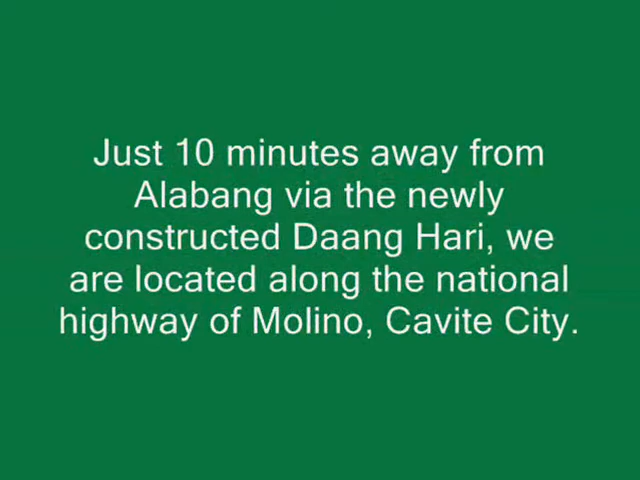 Just 10 minutes away from
Alabang via the newly
constructed Daang Hari, we
are located along the national
highway of Molino, Cavite City.